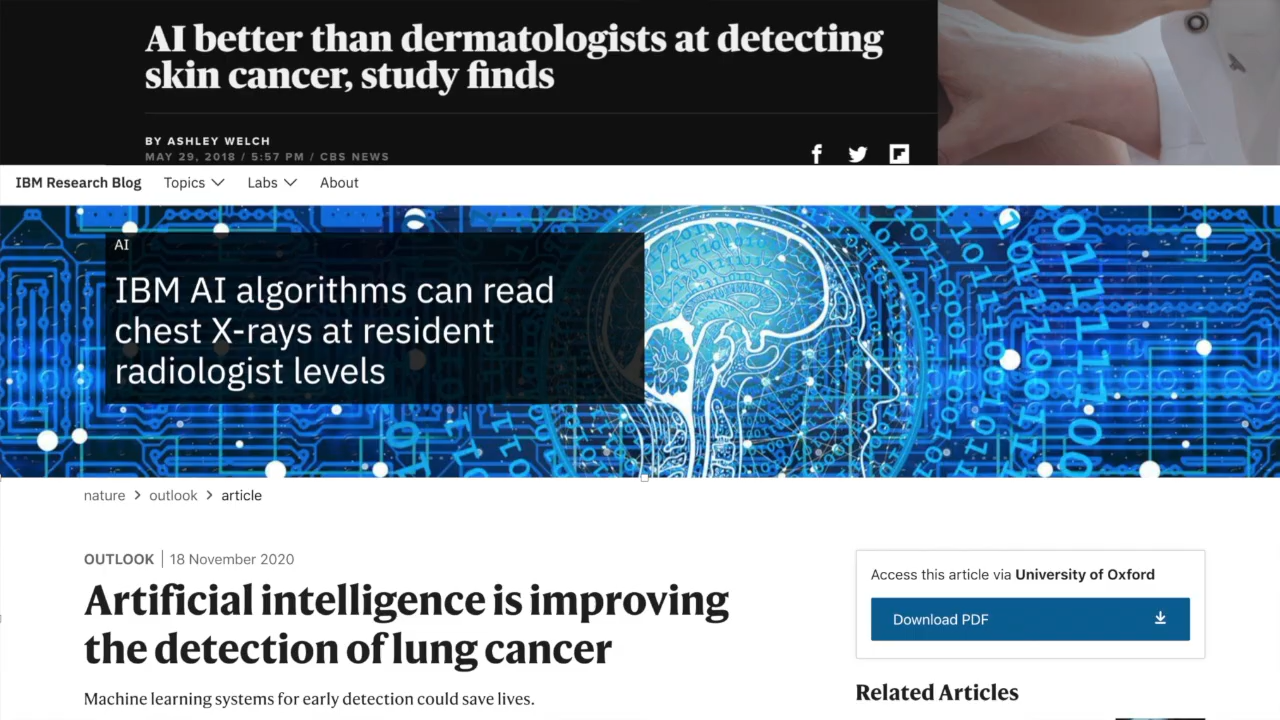 AI better than dermatologists at detecting
skin cancer, study finds
BY ASHLEY WELCH
MAY 29, 2018 / 5:57 PM / CBS NEWS
IBM Research Blog Topics Labs About
AI
IBM AI algorithms can read
chest X-rays at resident
radiologist levels
nature > outlook > article
OUTLOOK | 18 November 2020
Artificial intelligence is improving
the detection of lung cancer
Machine learning systems for early detection could save lives.
Access this article via University of Oxford
Download PDF
Related Articles